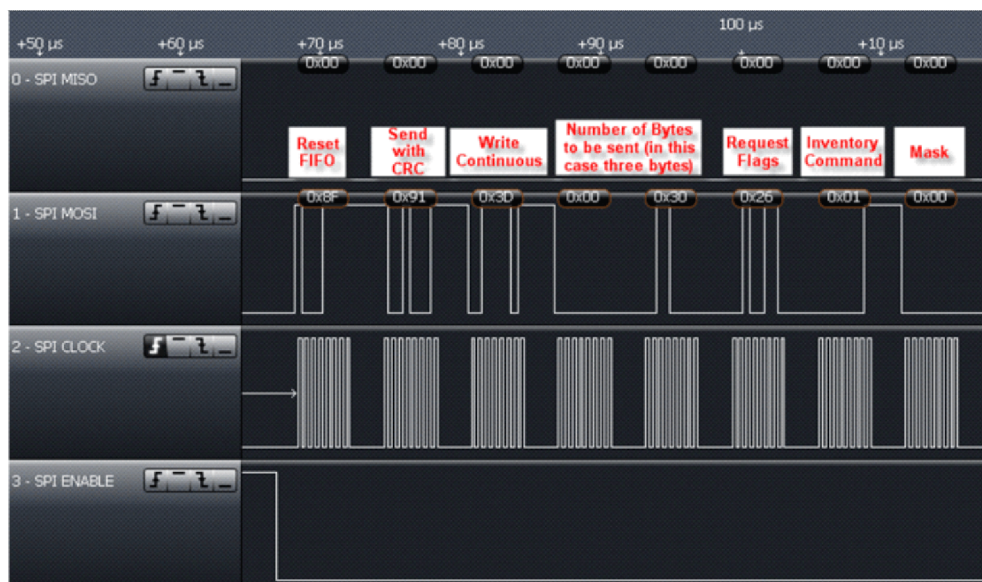 100 µs
+50 µs +60 µs +70 µs +80 µs +90 µs +10 µs
0x00 0x00 0x00 0x00 0x00 0x00 0x00 0x00
0 - SPI MISO
Reset
FIFO
Send
with
CRC
Write
Continuous
Number of Bytes
to be sent (in this
case three bytes)
Request
Flags
Inventory
Command
Mask
0x8F 0x91 0x3D 0x00 0x30 0x26 0x01 0x00
1 - SPI MOSI
2 - SPI CLOCK
3 - SPI ENABLE